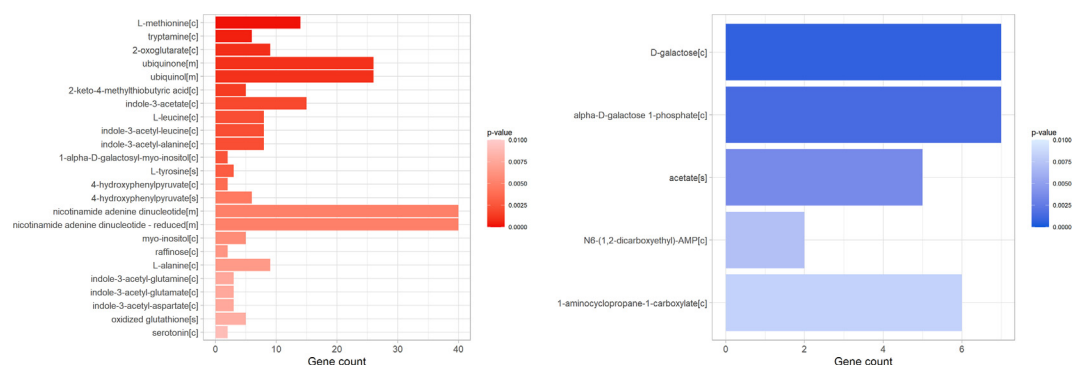 L-methionine[c]
tryptamine[c]
2-oxoglutarate[c]
ubiquinone[m]
ubiquinol[m]
2-keto-4-methylthiobutyric acid[c]
indole-3-acetate[c]
L-leucine[c]
indole-3-acetyl-leucine[c]
indole-3-acetyl-alanine[c]
1-alpha-D-galactosyl-myo-inositol[c]
L-tyrosine[s]
4-hydroxyphenylpyruvate[c]
4-hydroxyphenylpyruvate[s]
nicotinamide adenine dinucleotide[m]
nicotinamide adenine dinucleotide - reduced[m]
myo-inositol[c]
raffinose[c]
L-alanine[c]
indole-3-acetyl-glutamine[c]
indole-3-acetyl-glutamate[c]
indole-3-acetyl-aspartate[c]
oxidized glutathione[s]
serotonin[c]
0 10 20 30 40
Gene count
p-value
0.0100
0.0075
0.0050
0.0025
0.0000
D-galactose[c]
alpha-D-galactose 1-phosphate[c]
acetate[s]
N6-(1,2-dicarboxyethyl)-AMP[c]
1-aminocyclopropane-1-carboxylate[c]
0 2 4 6
Gene count
p-value
0.0100
0.0075
0.0050
0.0025
0.0000